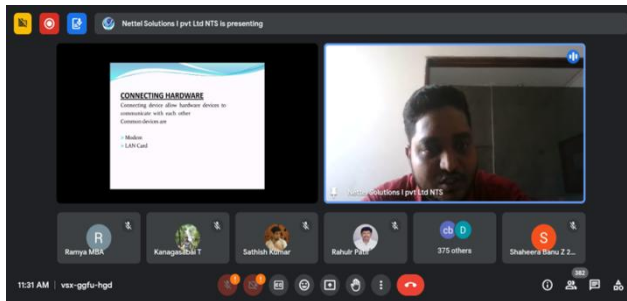 Nettel Solutions I pvt Ltd NTS is presenting
CONNECTING HARDWARE
Connecting device allow hardware devices to
communicate with each other
Common devices are
Modem
LAN Card
Nettel Solutions I pvt Ltd NTS
R
Ramya MBA
Kanagasabai T
Sathish Kumar
Rahulr Patil
cb D
375 others
S
Shaheera Banu Z 2...
11:31 AM | vsx-ggfu-hgd
382